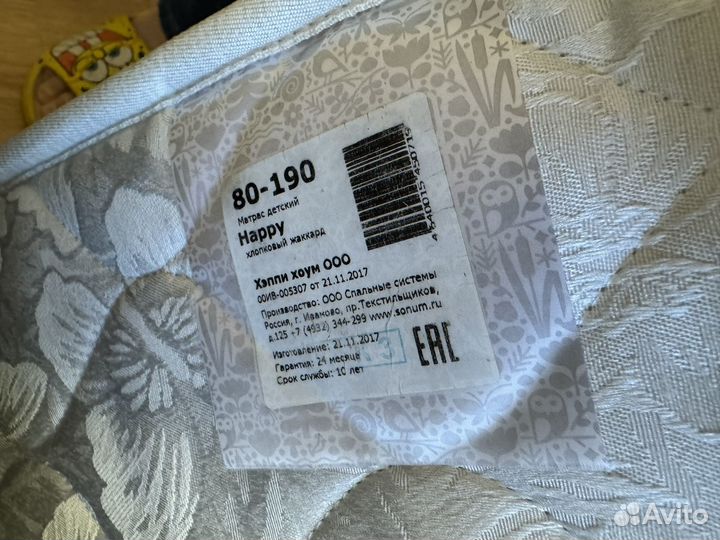 80-190
Матрас детский
Happy
хлопковый жаккард
Хэппи хоум ООО
00ИВ-005307 от 21.11.2017
Производство: ООО Спальные системы
Россия, г. Иваново, пр.Текстильщиков,
д.125 +7 (4932) 344-299 www.sonum.ru
Изготовление: 21.11.2017
Гарантия: 24 месяца
Срок службы: 10 лет
EAC
Avito